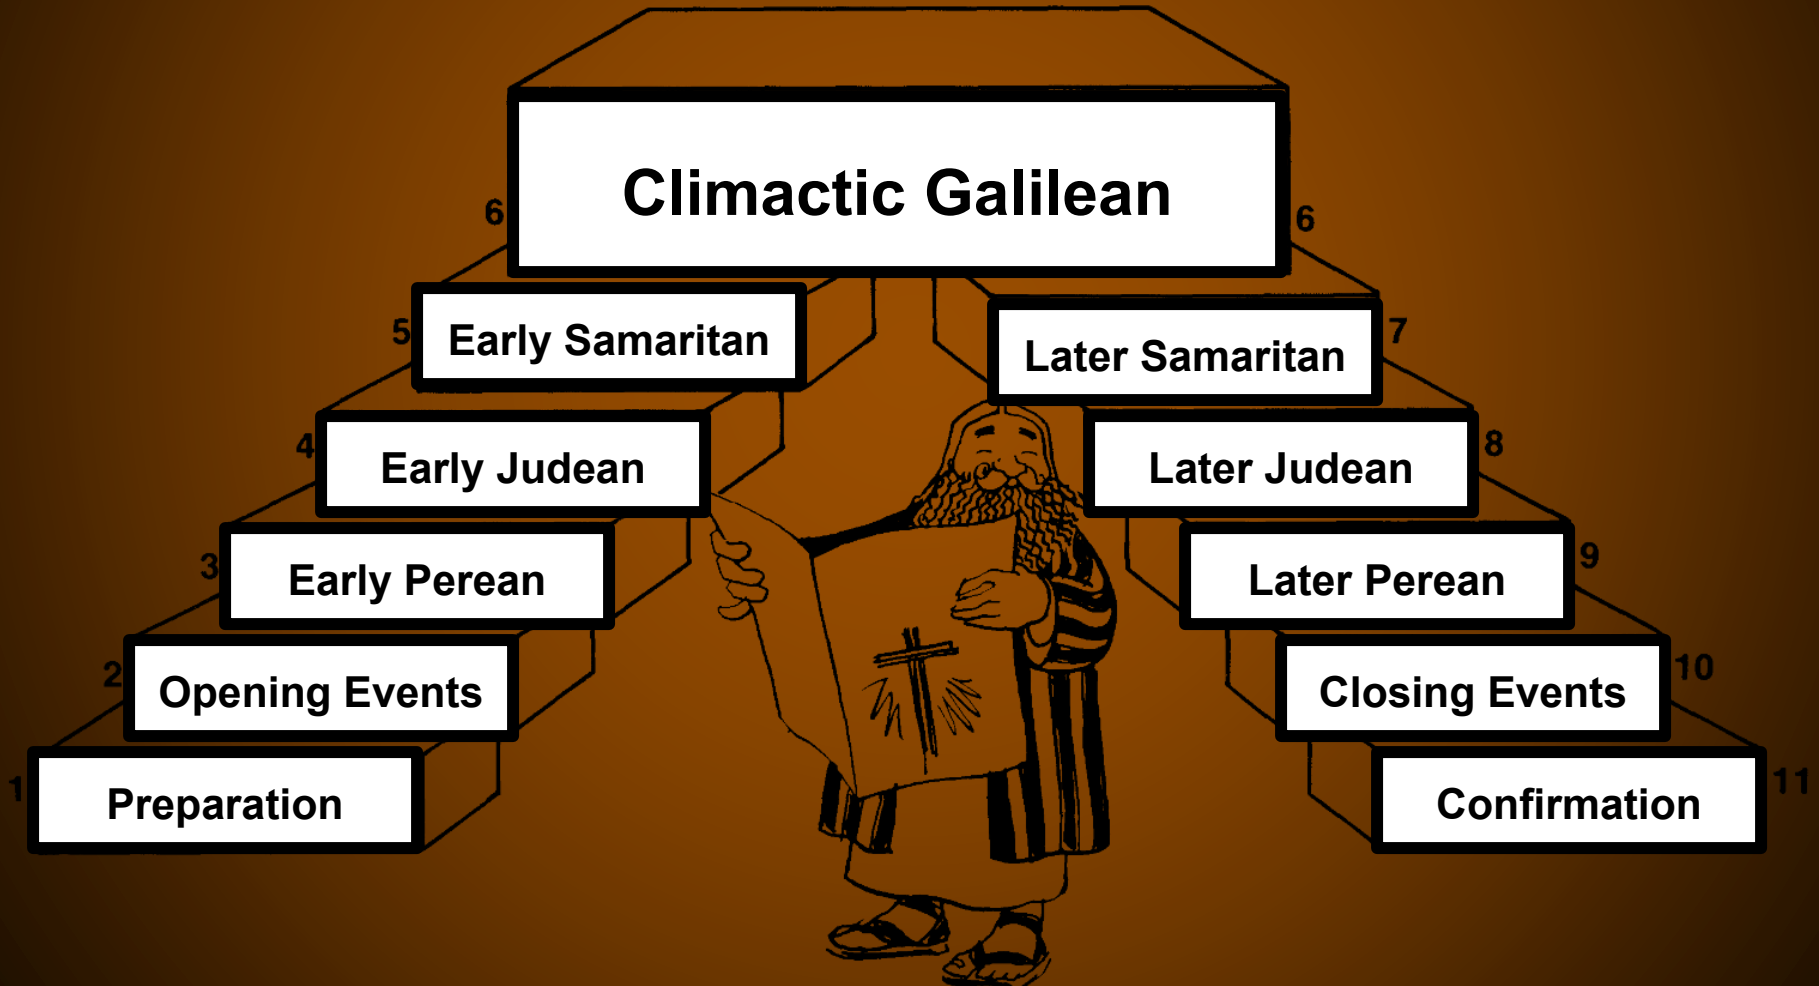 Climactic Galilean
6
6
5
Early Samaritan
Later Samaritan
7
4
Early Judean
Later Judean
8
3
Early Perean
Later Perean
9
2
Opening Events
Closing Events
10
1
Preparation
Confirmation
11